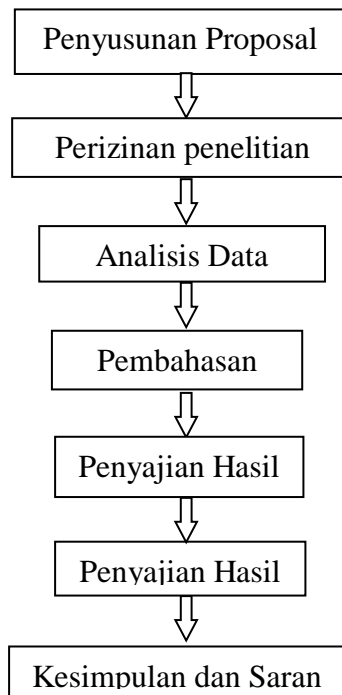 Penyusunan Proposal
Perizinan penelitian
Analisis Data
Pembahasan
Penyajian Hasil
Penyajian Hasil
Kesimpulan dan Saran